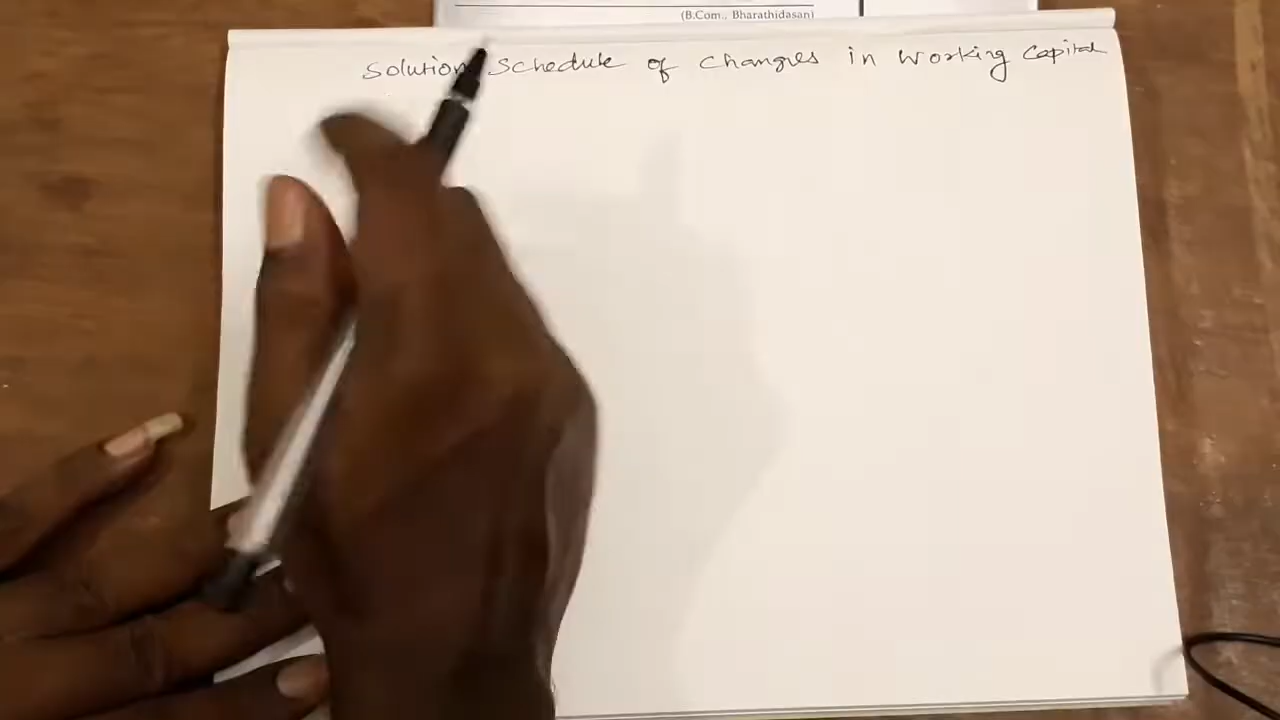 (B.Com., Bharathidasan)
Solution Schedule of Changes in Working Capital